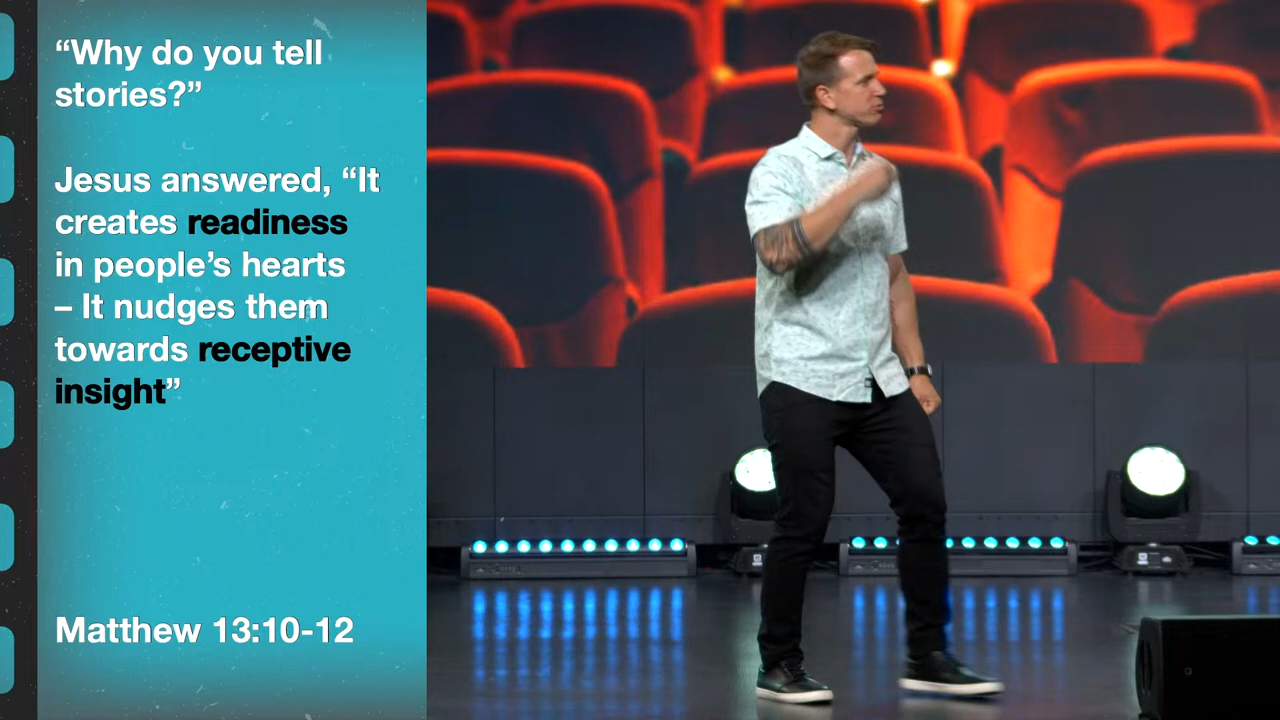 “Why do you tell
stories?”
Jesus answered, “It
creates readiness
in people’s hearts
– It nudges them
towards receptive
insight”
Matthew 13:10-12